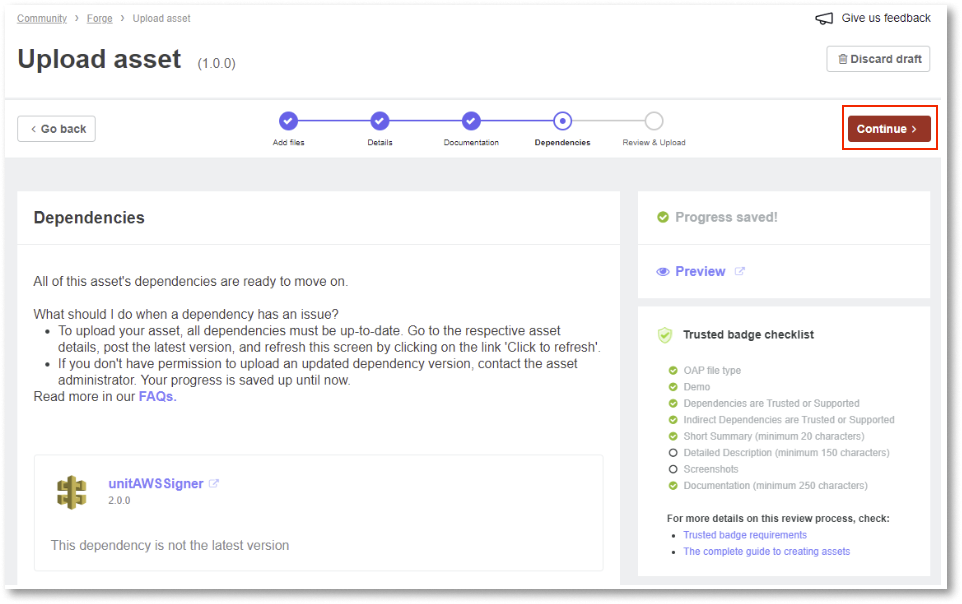 Community > Forge > Upload asset
Give us feedback
Upload asset (1.0.0)
Discard draft
< Go back
Add files
Details
Documentation
Dependencies
Review & Upload
Continue >
Dependencies
All of this asset's dependencies are ready to move on.
What should I do when a dependency has an issue?
• To upload your asset, all dependencies must be up-to-date. Go to the respective asset
details, post the latest version, and refresh this screen by clicking on the link 'Click to refresh'.
• If you don't have permission to upload an updated dependency version, contact the asset
administrator. Your progress is saved up until now.
Read more in our FAQs.
unitAWSSigner
2.0.0
This dependency is not the latest version
Progress saved!
Preview
Trusted badge checklist
OAP file type
Demo
Dependencies are Trusted or Supported
Indirect Dependencies are Trusted or Supported
Short Summary (minimum 20 characters)
Detailed Description (minimum 150 characters)
Screenshots
Documentation (minimum 250 characters)
For more details on this review process, check:
• Trusted badge requirements
• The complete guide to creating assets